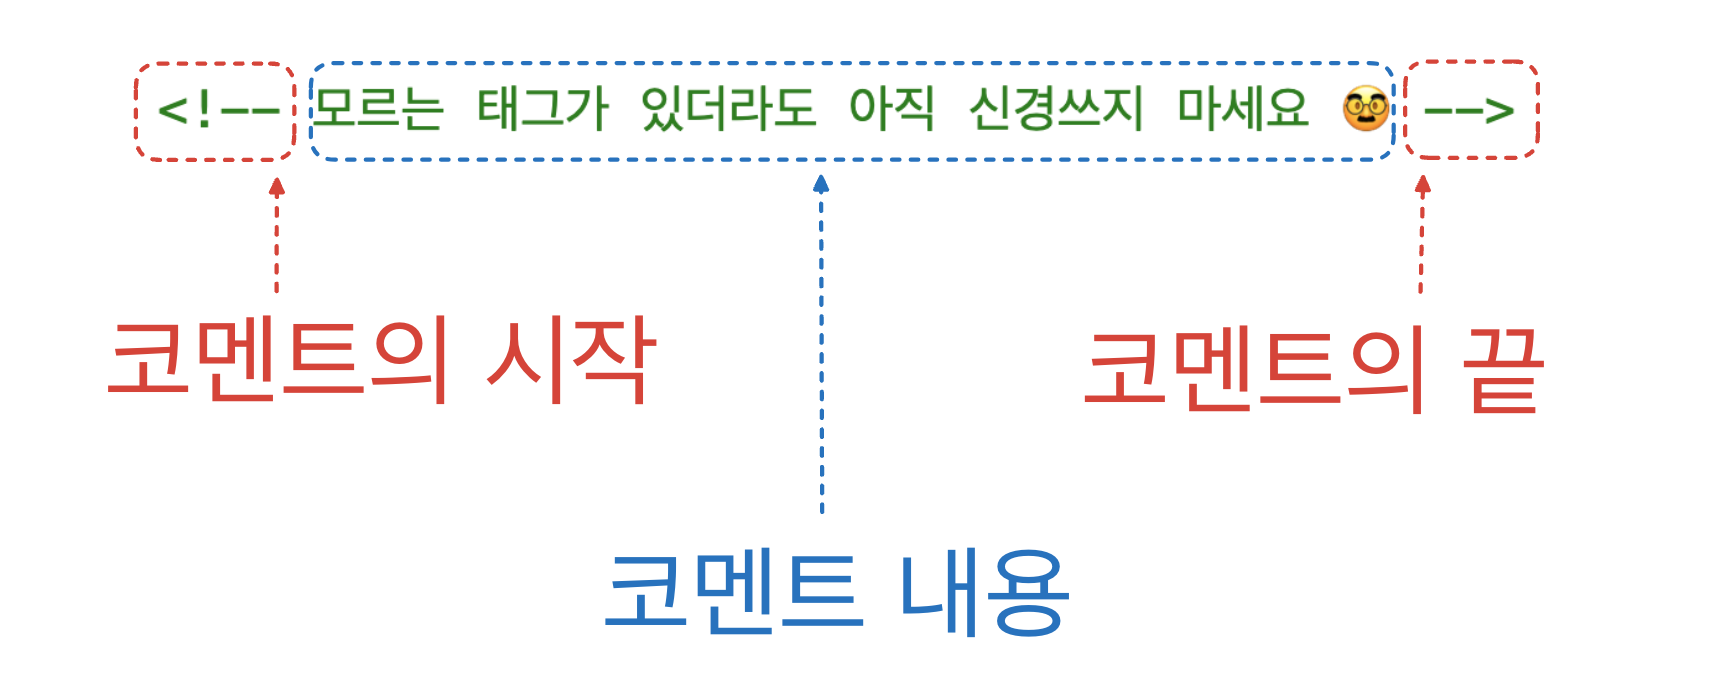 <!-- 모르는 태그가 있더라도 아직 신경쓰지 마세요 🥸 -->
코멘트의 시작
코멘트의 끝
코멘트 내용